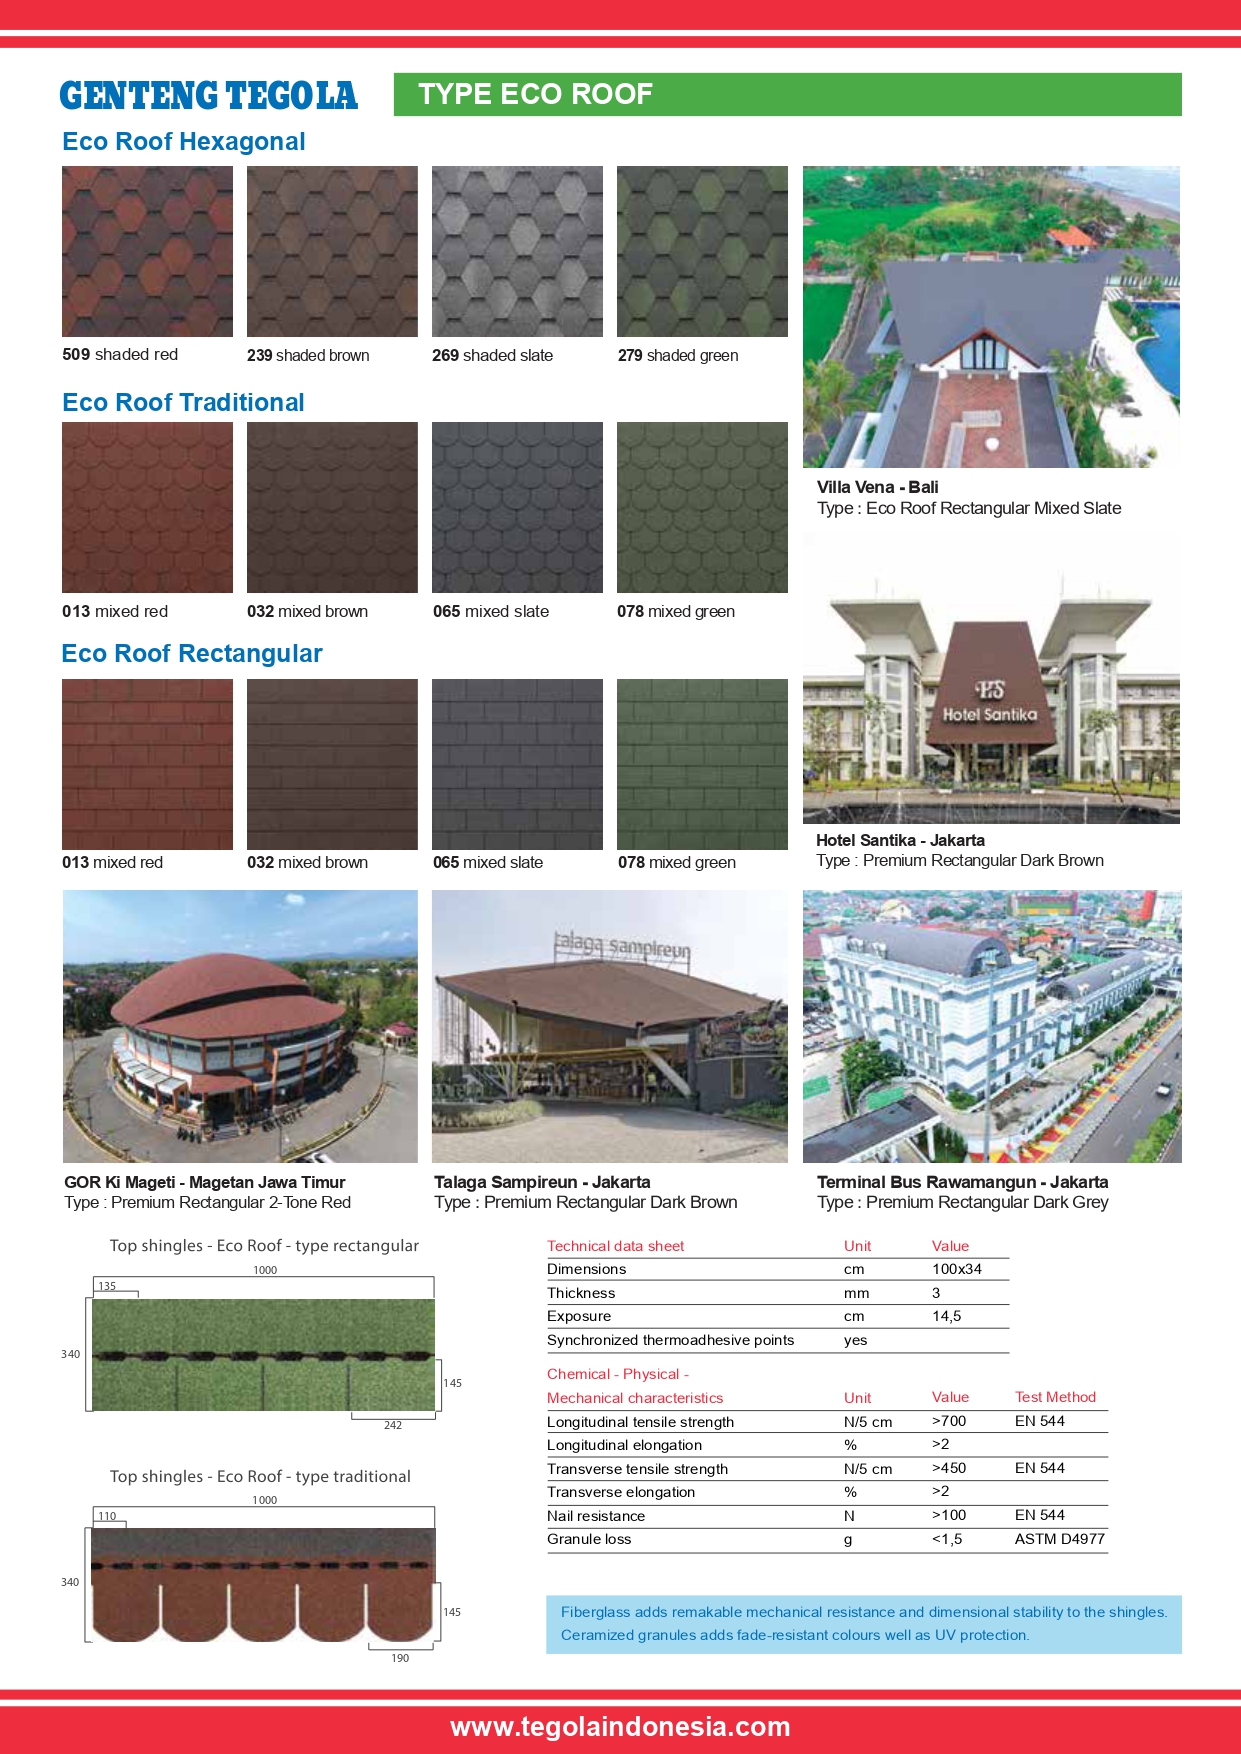 GENTENG TEGOLA
TYPE ECO ROOF
Eco Roof Hexagonal
509 shaded red
239 shaded brown
269 shaded slate
279 shaded green
Eco Roof Traditional
013 mixed red
032 mixed brown
065 mixed slate
078 mixed green
Eco Roof Rectangular
013 mixed red
032 mixed brown
065 mixed slate
078 mixed green
Villa Vena - Bali
Type : Eco Roof Rectangular Mixed Slate
HS
Hotel Santika
Hotel Santika - Jakarta
Type : Premium Rectangular Dark Brown
GOR Ki Mageti - Magetan Jawa Timur
Type : Premium Rectangular 2-Tone Red
talaga sampireun
Talaga Sampireun - Jakarta
Type : Premium Rectangular Dark Brown
Terminal Bus Rawamangun - Jakarta
Type : Premium Rectangular Dark Grey
Top shingles - Eco Roof - type rectangular
1000
135
340
145
242
Top shingles - Eco Roof - type traditional
1000
110
340
145
190
Technical data sheet Unit Value
Dimensions cm 100x34
Thickness mm 3
Exposure cm 14,5
Synchronized thermoadhesive points yes
Chemical - Physical -
Mechanical characteristics Unit Value Test Method
Longitudinal tensile strength N/5 cm >700 EN 544
Longitudinal elongation % >2
Transverse tensile strength N/5 cm >450 EN 544
Transverse elongation % >2
Nail resistance N >100 EN 544
Granule loss g <1,5 ASTM D4977
Fiberglass adds remakable mechanical resistance and dimensional stability to the shingles.
Ceramized granules adds fade-resistant colours well as UV protection.
www.tegolaindonesia.com